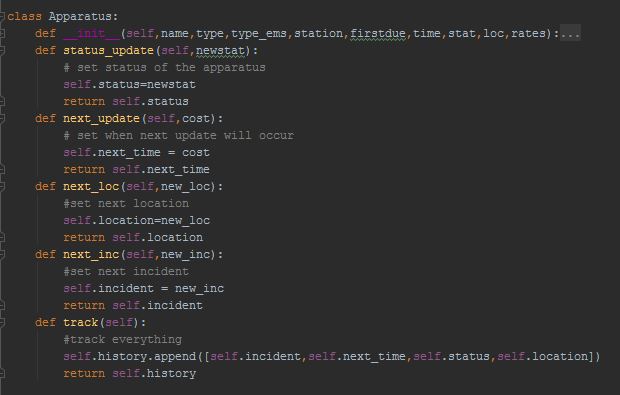 class Apparatus:
    def __init__(self,name,type,type_ems,station,firstdue,time,stat,loc,rates):...
    def status_update(self,newstat):
        # set status of the apparatus
        self.status=newstat
        return self.status
    def next_update(self,cost):
        # set when next update will occur
        self.next_time = cost
        return self.next_time
    def next_loc(self,new_loc):
        #set next location
        self.location=new_loc
        return self.location
    def next_inc(self,new_inc):
        #set next incident
        self.incident = new_inc
        return self.incident
    def track(self):
        #track everything
        self.history.append([self.incident,self.next_time,self.status,self.location])
        return self.history